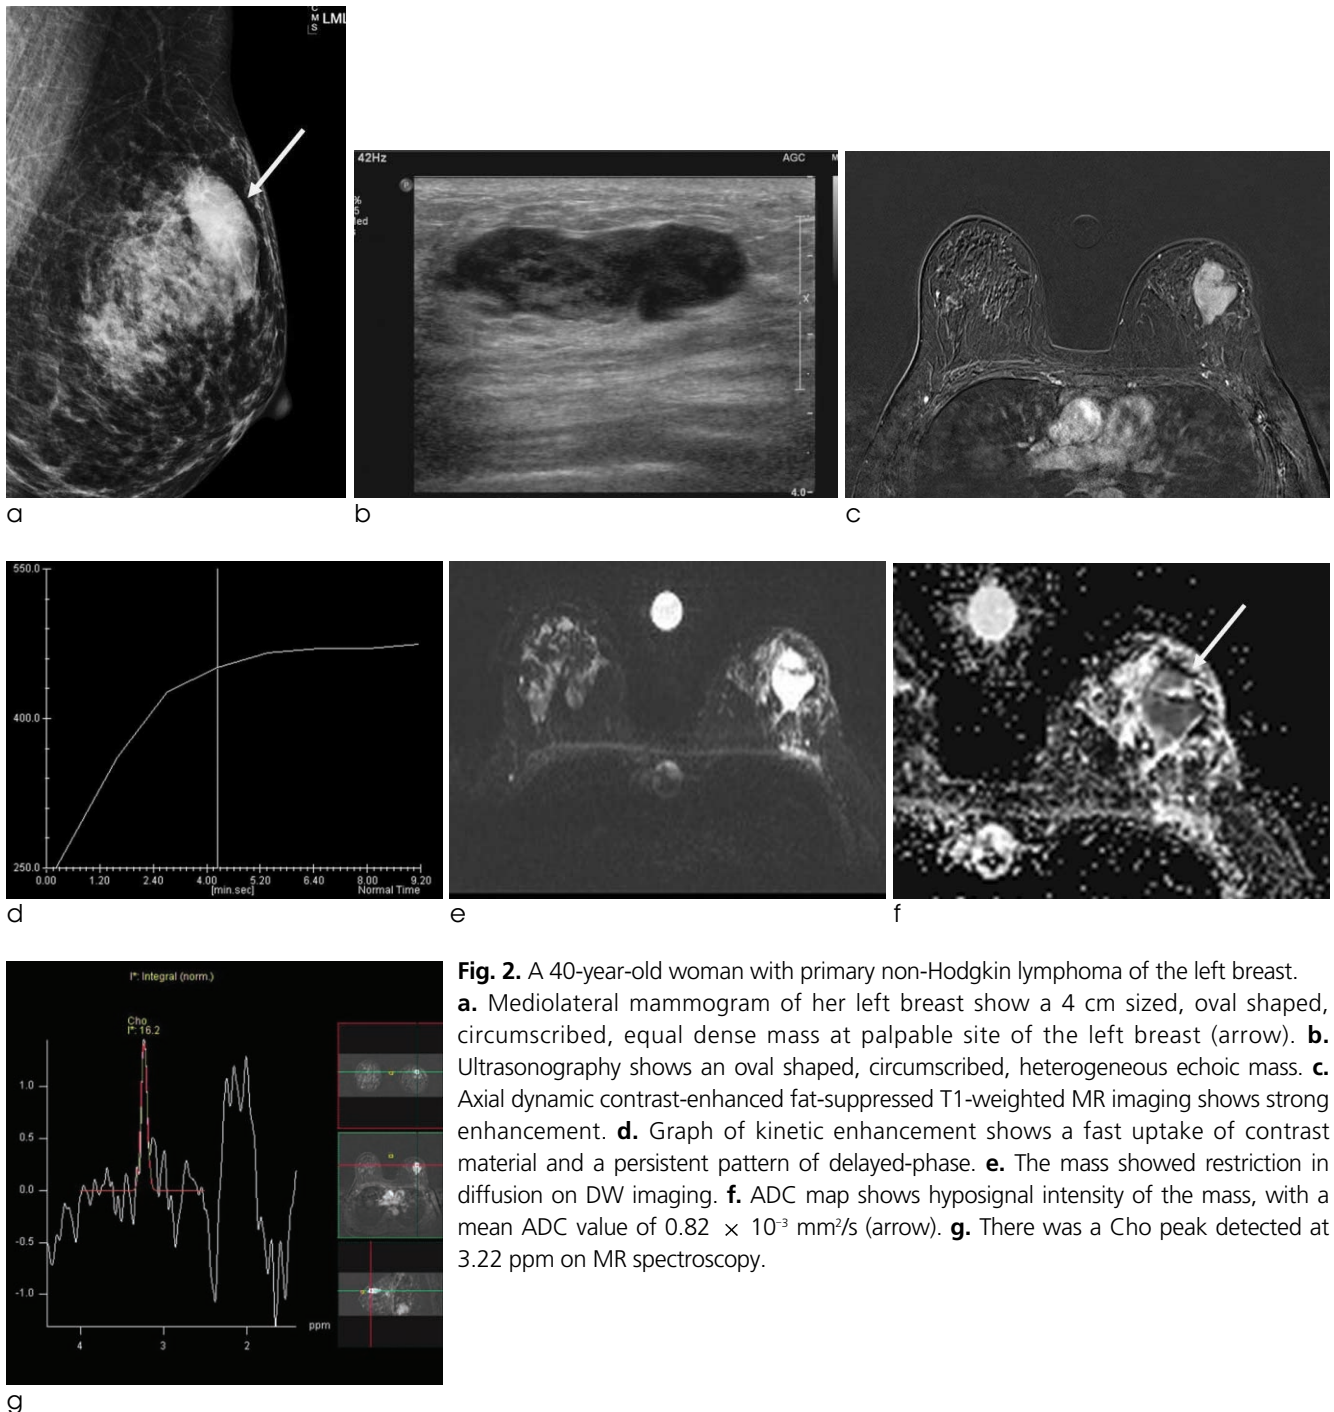 C
M
S
LML
a
42Hz
AGC
M
P
%
5
led
s
X
4.0
b
c
550.0
400.0
250.0
0.00 1.20 2.40 4.00 5.20 6.40 8.00 9.20
[min.sec]
Normal Time
d
e
f
I*: Integral (norm.)
Cho
I*: 16.2
1.0
0.5
0.0
-0.5
-1.0
ppm
4 3 2
g
Fig. 2. A 40-year-old woman with primary non-Hodgkin lymphoma of the left breast.
a. Mediolateral mammogram of her left breast show a 4 cm sized, oval shaped,
circumscribed, equal dense mass at palpable site of the left breast (arrow). b.
Ultrasonography shows an oval shaped, circumscribed, heterogeneous echoic mass. c.
Axial dynamic contrast-enhanced fat-suppressed T1-weighted MR imaging shows strong
enhancement. d. Graph of kinetic enhancement shows a fast uptake of contrast
material and a persistent pattern of delayed-phase. e. The mass showed restriction in
diffusion on DW imaging. f. ADC map shows hyposignal intensity of the mass, with a
mean ADC value of 0.82 × 10⁻³ mm²/s (arrow). g. There was a Cho peak detected at
3.22 ppm on MR spectroscopy.